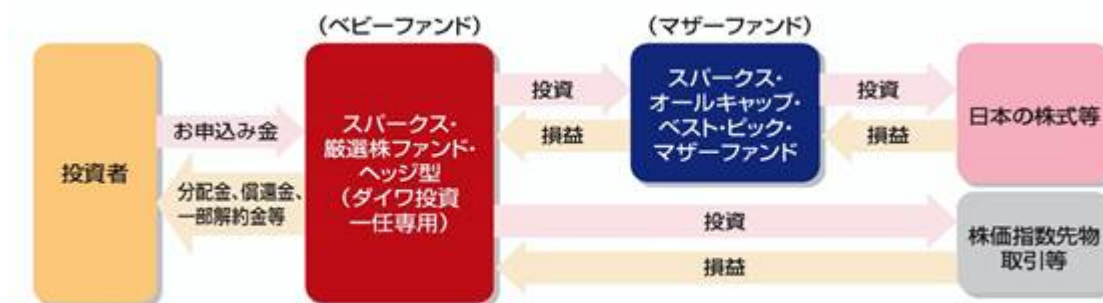 (ベビーファンド)
(マザーファンド)
投資者
お申込み金
分配金、償還金、
一部解約金等
スパークス・
厳選株ファンド・
ヘッジ型
(ダイワ投資
一任専用)
投資
損益
スパークス・
オールキャップ・
ベスト・ピック・
マザーファンド
投資
損益
日本の株式等
投資
損益
株価指数先物
取引等